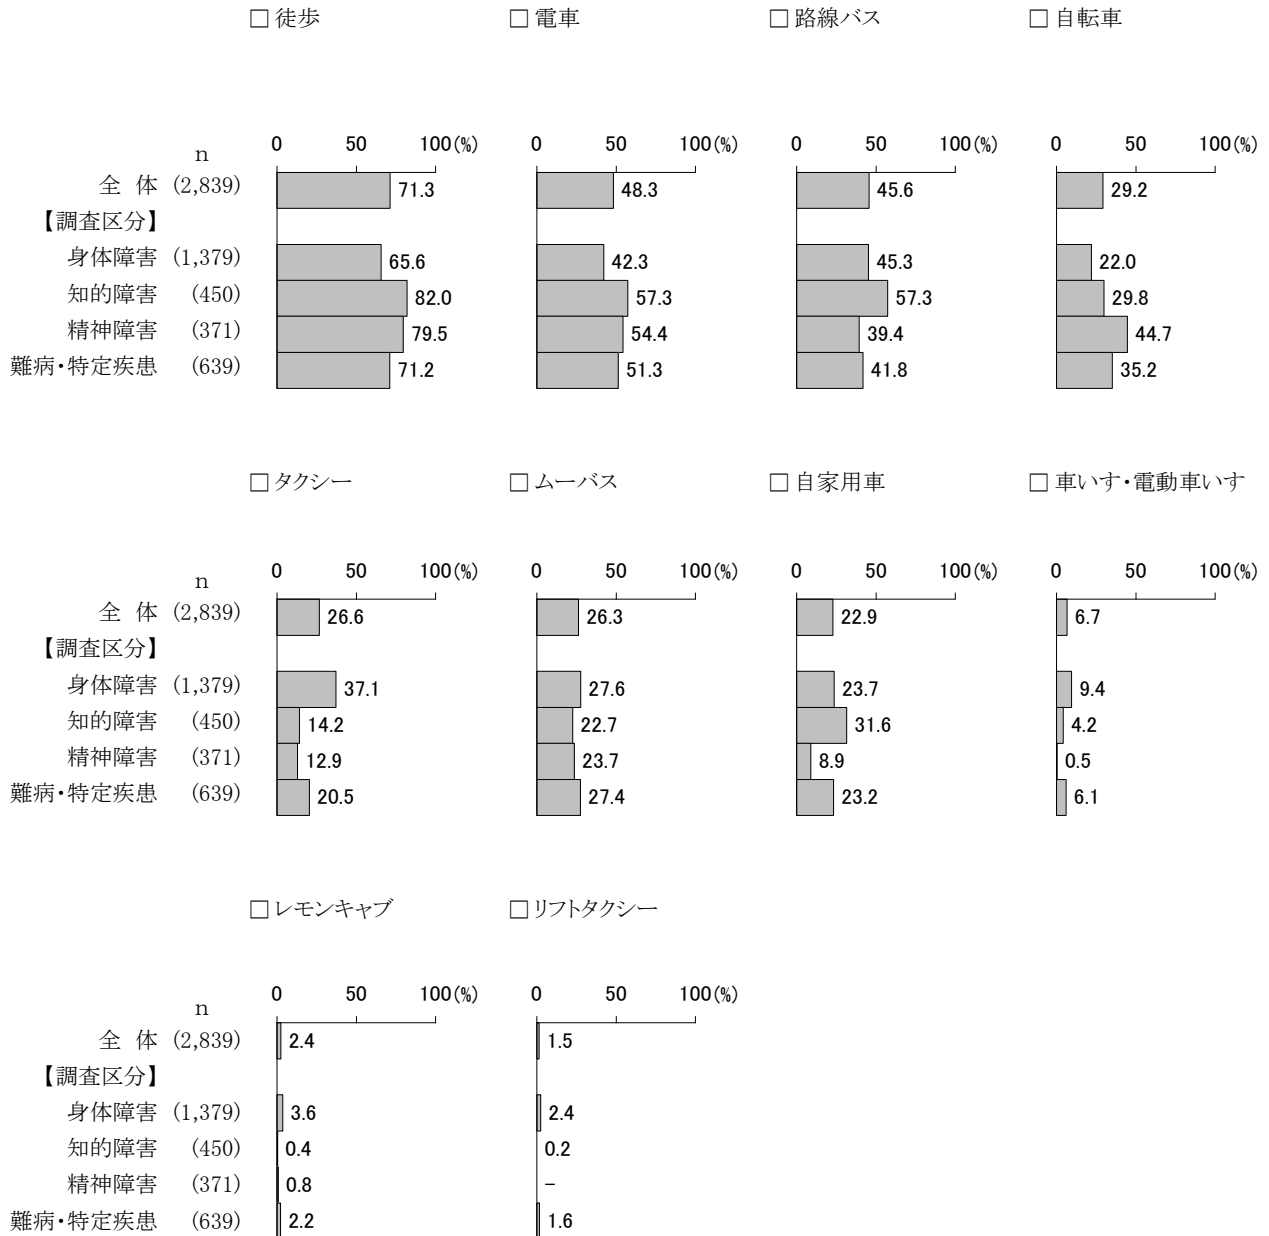 □ 徒歩 □ 電車 □ 路線バス □ 自転車
0 50 100(%) 0 50 100(%) 0 50 100(%) 0 50 100(%)
n
全 体 (2,839) 71.3 48.3 45.6 29.2
【調査区分】
身体障害 (1,379) 65.6 42.3 45.3 22.0
知的障害 (450) 82.0 57.3 57.3 29.8
精神障害 (371) 79.5 54.4 39.4 44.7
難病・特定疾患 (639) 71.2 51.3 41.8 35.2
□ タクシー □ ムーバス □ 自家用車 □ 車いす・電動車いす
0 50 100(%) 0 50 100(%) 0 50 100(%) 0 50 100(%)
n
全 体 (2,839) 26.6 26.3 22.9 6.7
【調査区分】
身体障害 (1,379) 37.1 27.6 23.7 9.4
知的障害 (450) 14.2 22.7 31.6 4.2
精神障害 (371) 12.9 23.7 8.9 0.5
難病・特定疾患 (639) 20.5 27.4 23.2 6.1
□ レモンキャブ □ リフトタクシー
0 50 100(%) 0 50 100(%)
n
全 体 (2,839) 2.4 1.5
【調査区分】
身体障害 (1,379) 3.6 2.4
知的障害 (450) 0.4 0.2
精神障害 (371) 0.8 -
難病・特定疾患 (639) 2.2 1.6